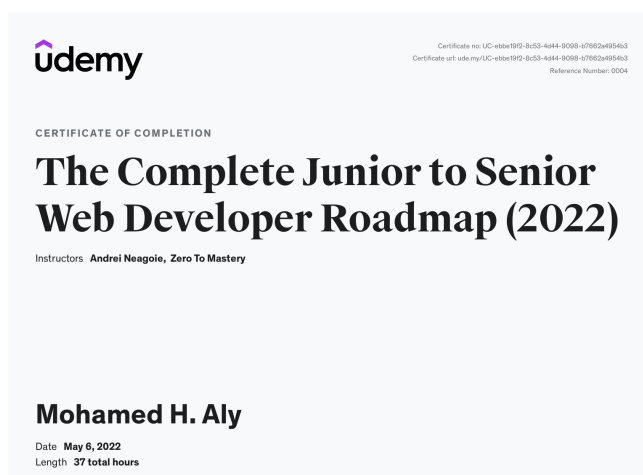 udemy
Certificate no: UC-ebbe19f2-8c53-4d44-9098-b7662a4954b3
Certificate url: ude.my/UC-ebbe19f2-8c53-4d44-9098-b7662a4954b3
Reference Number: 0004
CERTIFICATE OF COMPLETION
The Complete Junior to Senior
Web Developer Roadmap (2022)
Instructors Andrei Neagoie, Zero To Mastery
Mohamed H. Aly
Date May 6, 2022
Length 37 total hours